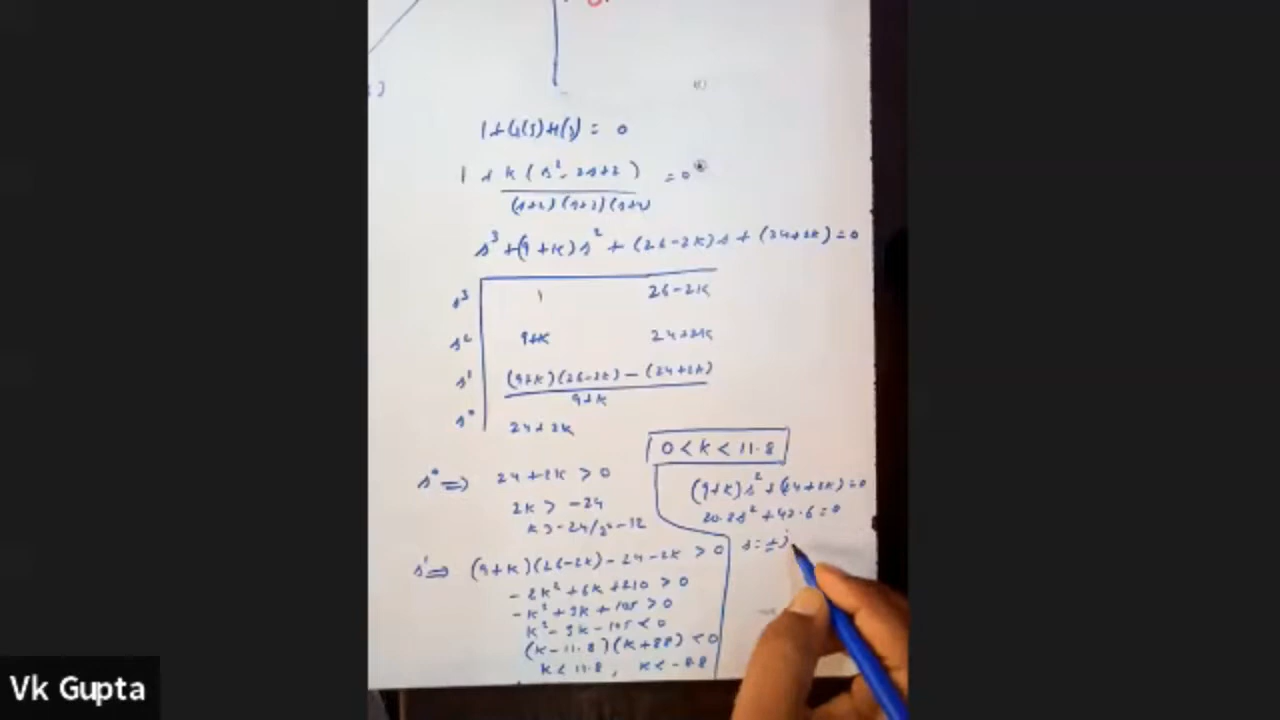 1+G(s)H(s) = 0
1 + k(s²-2s+2) = 0
(s+2)(s+3)(s+4)
s³+(9+k)s² + (26-2k)s + (24+2k)=0
s³ 1 26-2k
s² 9+k 24+2k
s¹ (9+k)(26-2k) - (24+2k)
9+k
s⁰ 24+2k
0 < k < 11.8
s⁰ => 24+2k > 0
2k > -24
k > -24/2 = -12
s¹ => (9+k)(26-2k) - 24 - 2k > 0
-2k² + 6k + 210 > 0
-k² + 3k + 105 > 0
k² - 3k - 105 < 0
(k-11.8)(k+8.8) < 0
k < 11.8, k < -8.8
(9+k)s² + (24+2k)=0
20.8s² + 47.6 = 0
s = ±j
Vk Gupta